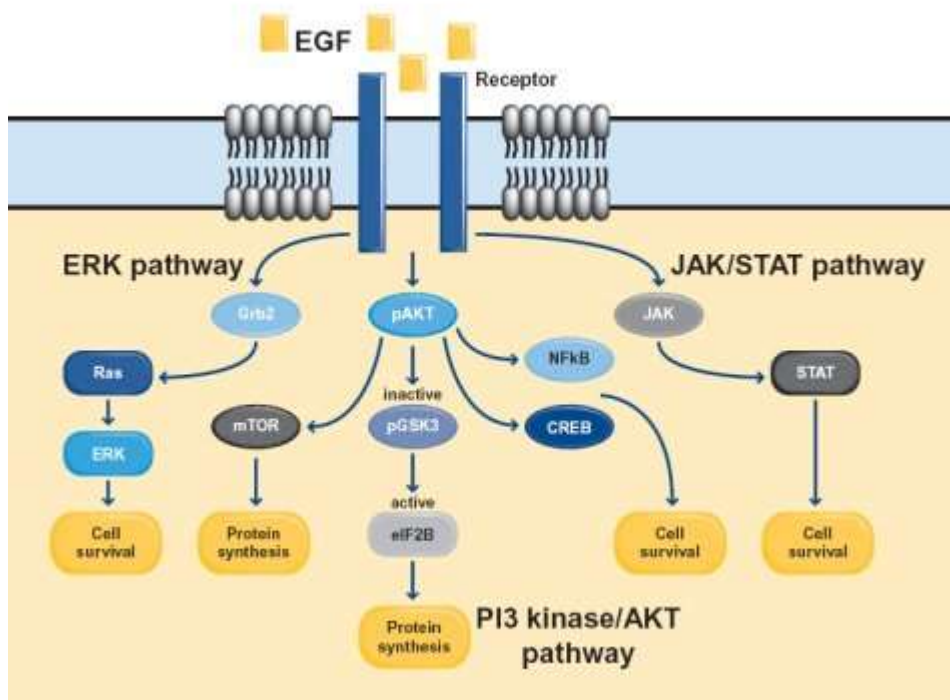 EGF
Receptor
ERK pathway
JAK/STAT pathway
Grb2
pAKT
JAK
Ras
NFkB
STAT
inactive
mTOR
pGSK3
CREB
ERK
active
eIF2B
Cell
survival
Protein
synthesis
Cell
survival
Cell
survival
Protein
synthesis
PI3 kinase/AKT
pathway